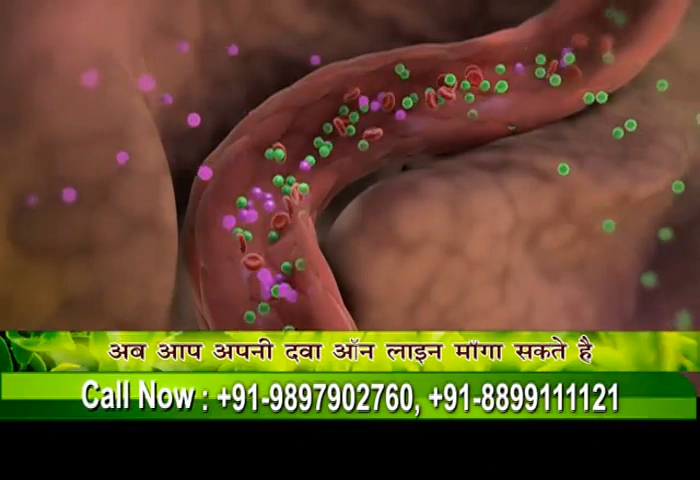 अब आप अपनी दवा ऑन लाइन माँगा सकते है
Call Now : +91-9897902760, +91-8899111121